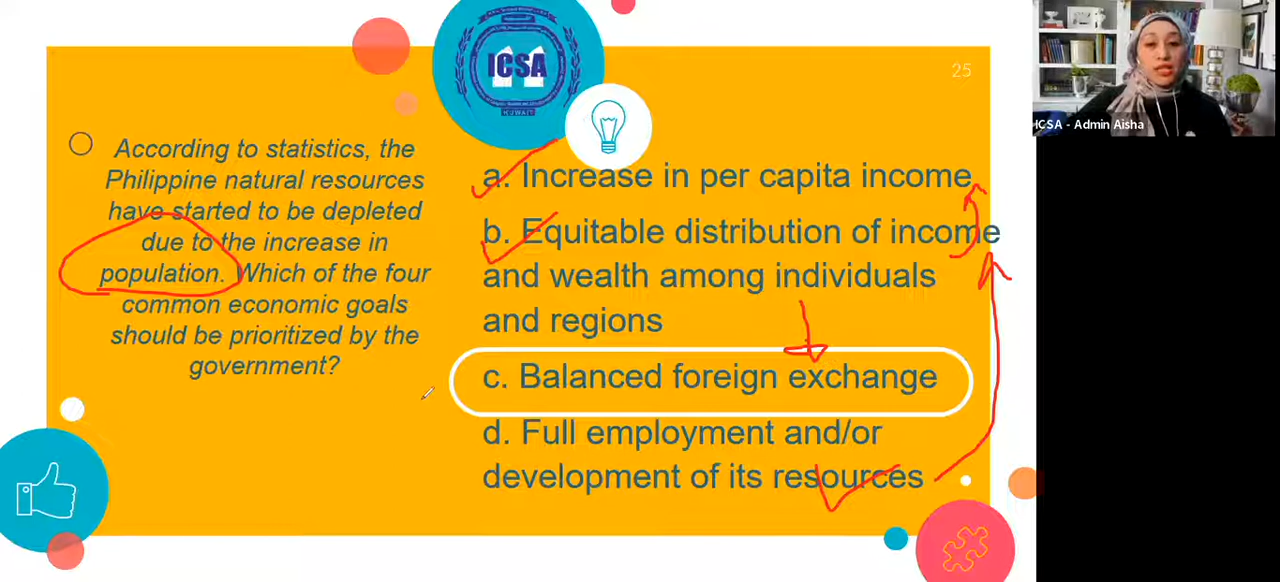 ICSA
KUWAIT
25
According to statistics, the
Philippine natural resources
have started to be depleted
due to the increase in
population. Which of the four
common economic goals
should be prioritized by the
government?
a. Increase in per capita income
b. Equitable distribution of income
and wealth among individuals
and regions
c. Balanced foreign exchange
d. Full employment and/or
development of its resources
ICSA - Admin Aisha